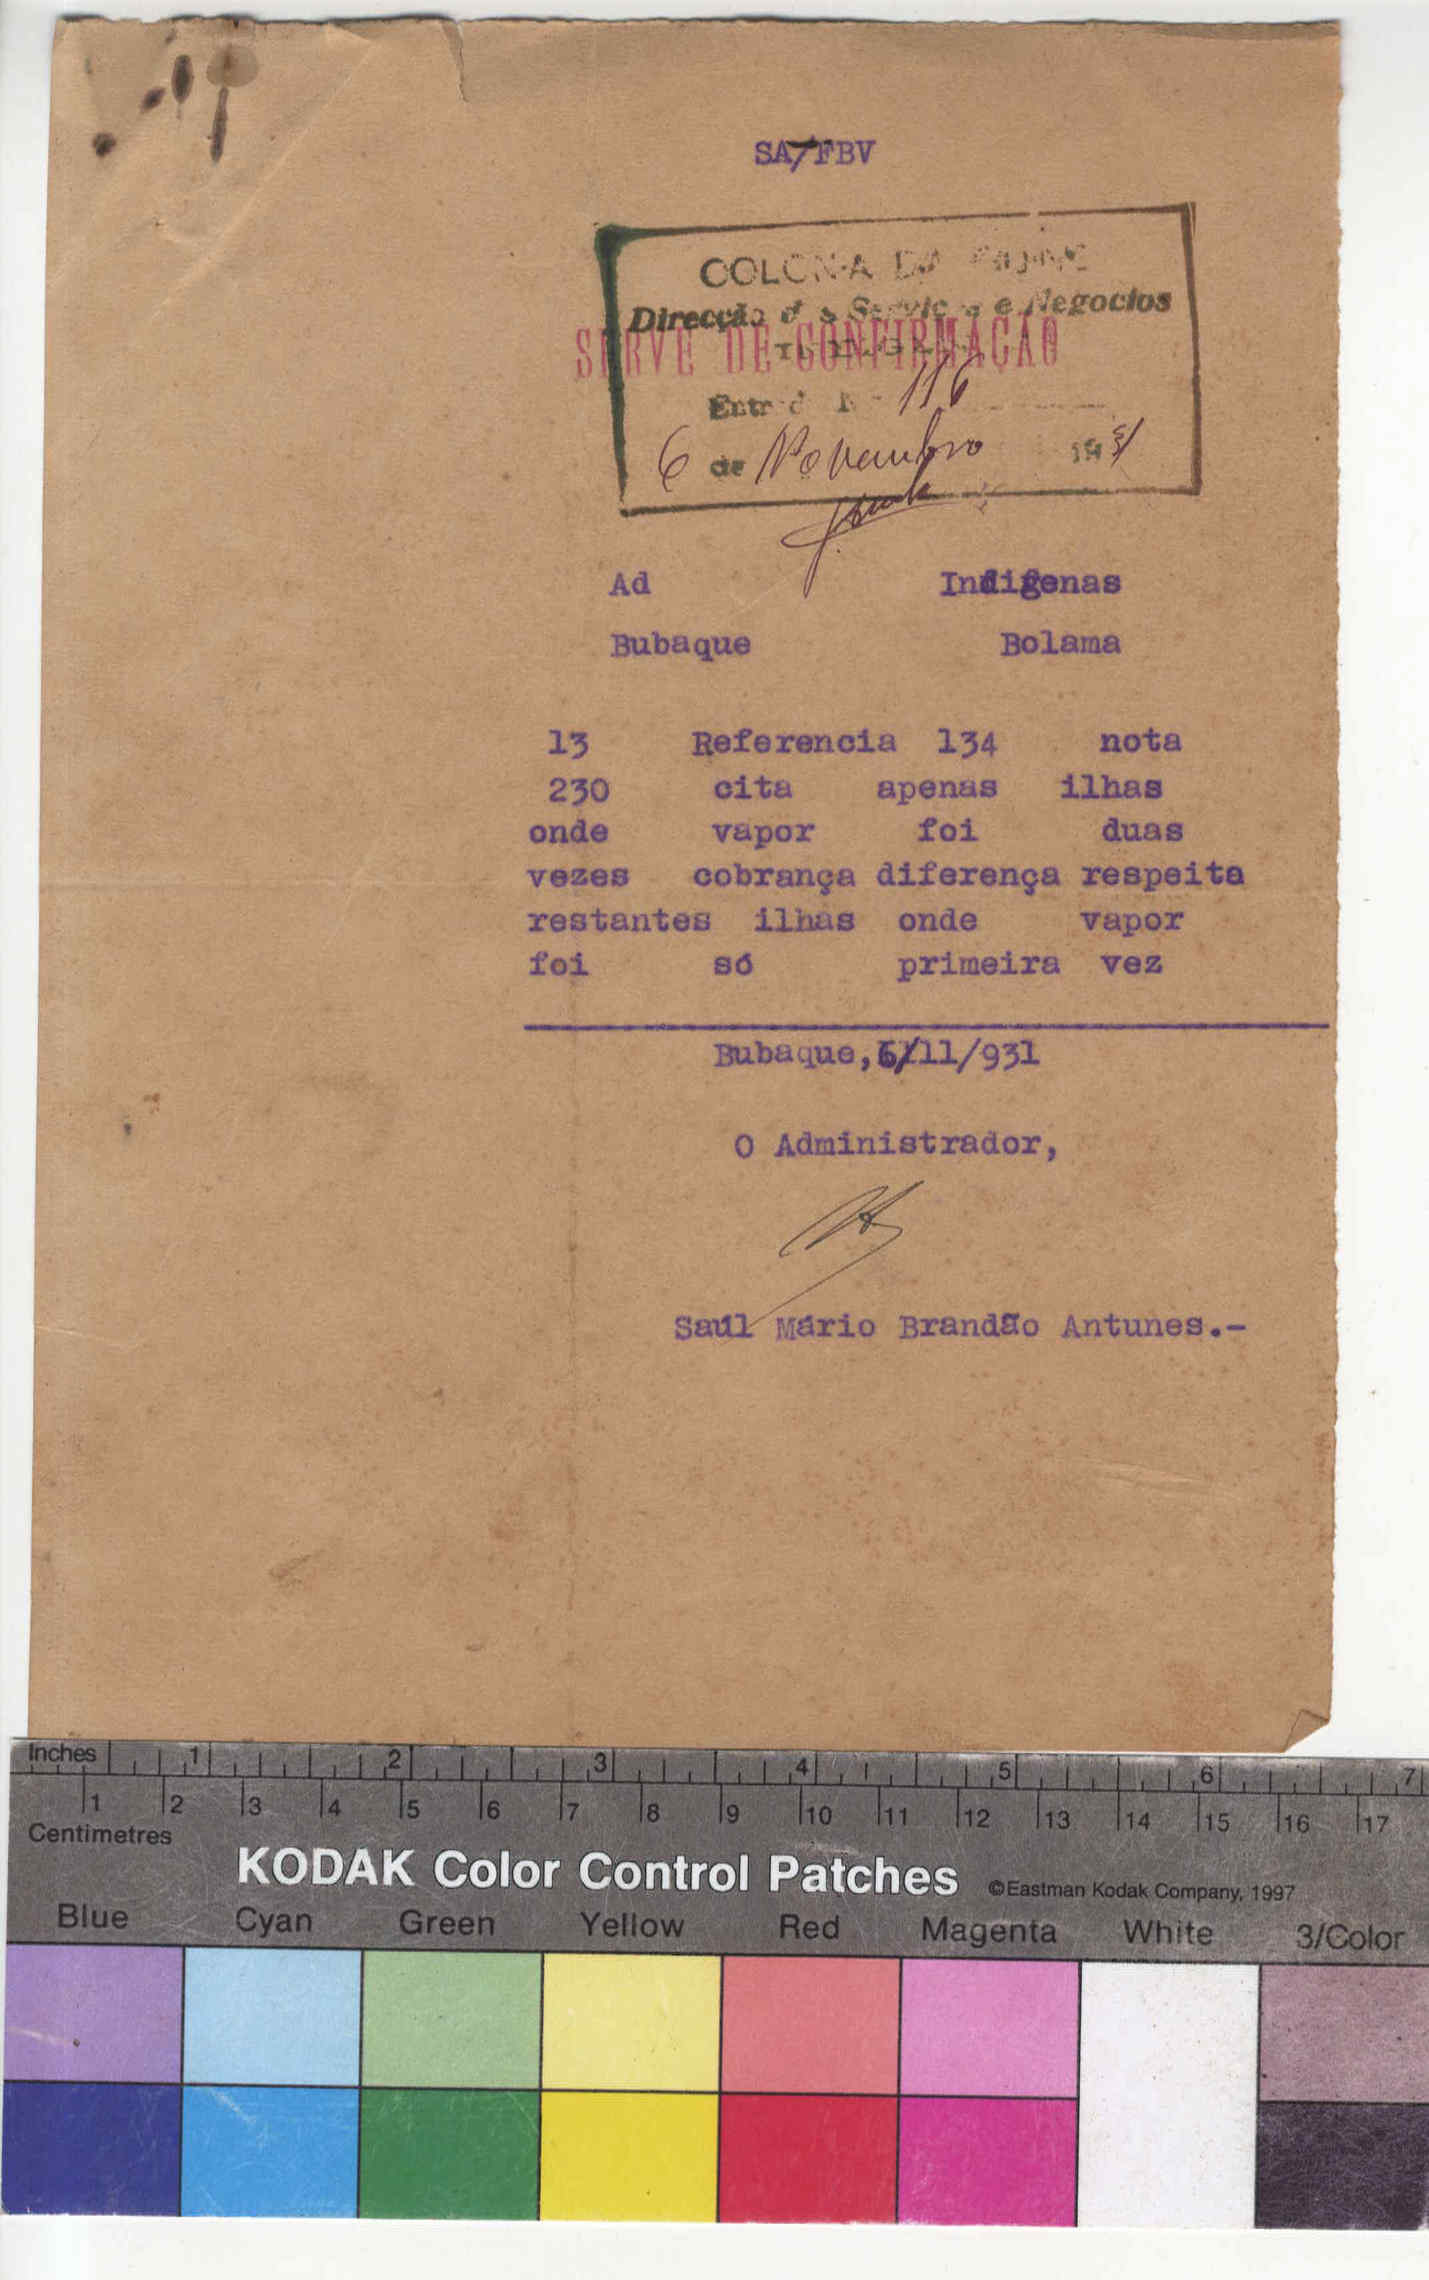 SA/FBV
COLONIA DA GUINE
Direcção dos Serviços e Negocios
SERVE DE CONFIRMAÇÃO
Entrada Nº 116
6 de Novembro 1931
Ad Indigenas
Bubaque Bolama
13 Referencia 134 nota
230 cita apenas ilhas
onde vapor foi duas
vezes cobrança diferença respeita
restantes ilhas onde vapor
foi só primeira vez
Bubaque,6/11/931
O Administrador,
Saúl Mário Brandão Antunes.-
Inches 1 2 3 4 5 6 7
1 2 3 4 5 6 7 8 9 10 11 12 13 14 15 16 17
Centimetres
KODAK Color Control Patches ©Eastman Kodak Company, 1997
Blue Cyan Green Yellow Red Magenta White 3/Color